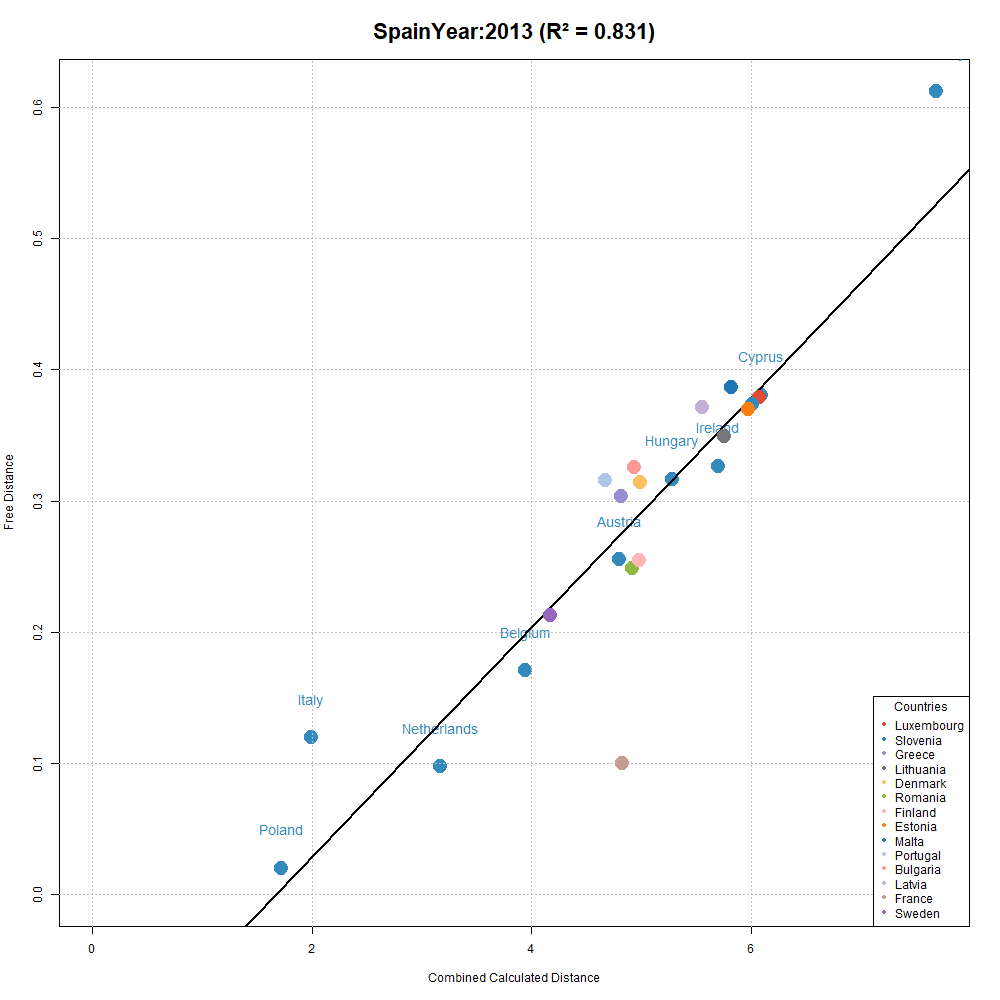 SpainYear:2013 (R² = 0.831)
Free Distance
0.6
0.5
0.4
0.3
0.2
0.1
0.0
Cyprus
Ireland
Hungary
Austria
Belgium
Italy
Netherlands
Poland
Countries
Luxembourg
Slovenia
Greece
Lithuania
Denmark
Romania
Finland
Estonia
Malta
Portugal
Bulgaria
Latvia
France
Sweden
0 2 4 6
Combined Calculated Distance